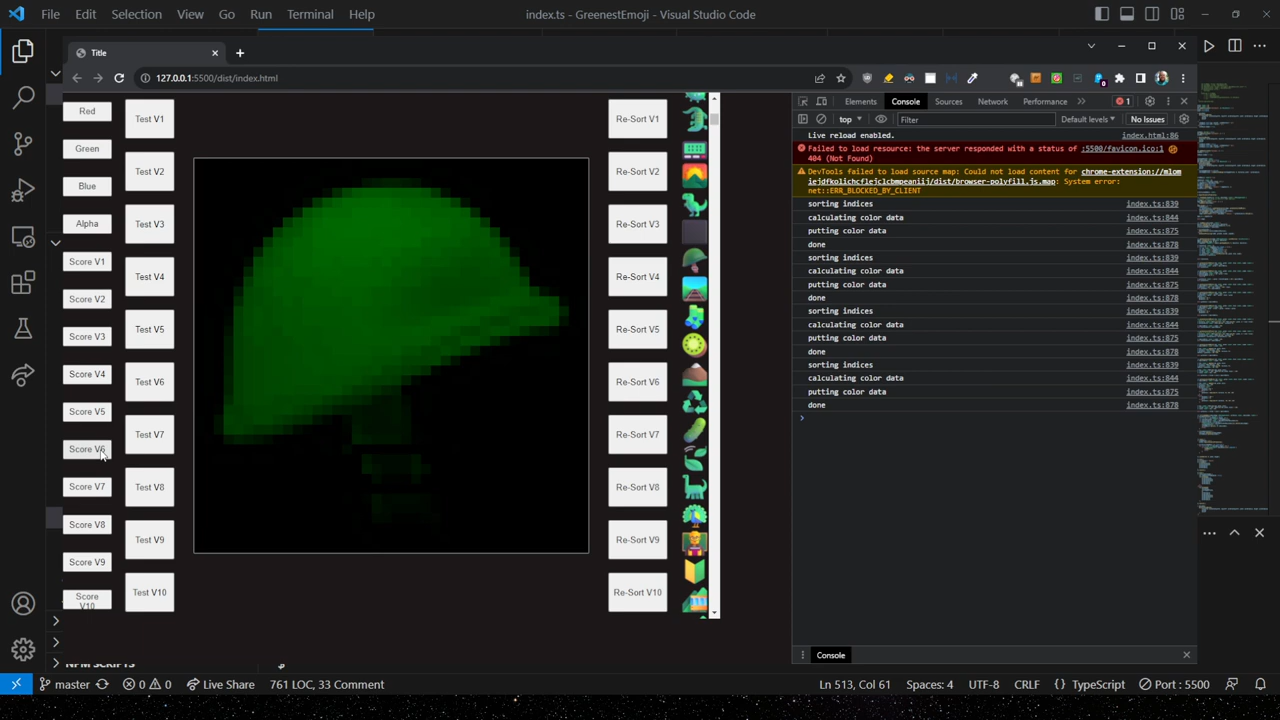 File Edit Selection View Go Run Terminal Help
index.ts - GreenestEmoji - Visual Studio Code
Title
127.0.0.1:5500/dist/index.html
Red
Green
Blue
Alpha
Score V1
Score V2
Score V3
Score V4
Score V5
Score V6
Score V7
Score V8
Score V9
Score
V10
Test V1
Test V2
Test V3
Test V4
Test V5
Test V6
Test V7
Test V8
Test V9
Test V10
Re-Sort V1
Re-Sort V2
Re-Sort V3
Re-Sort V4
Re-Sort V5
Re-Sort V6
Re-Sort V7
Re-Sort V8
Re-Sort V9
Re-Sort V10
Elements Console Sources Network Performance 1
top Filter Default levels No Issues
Live reload enabled. index.html:86
Failed to load resource: the server responded with a status of :5500/favicon.ico:1
404 (Not Found)
DevTools failed to load source map: Could not load content for chrome-extension://mlom
iejdfkolichcflejclcbmpeaniij/dist/browser-polyfill.js.map: System error:
net::ERR_BLOCKED_BY_CLIENT
sorting indices index.ts:839
calculating color data index.ts:844
putting color data index.ts:875
done index.ts:878
sorting indices index.ts:839
calculating color data index.ts:844
putting color data index.ts:875
done index.ts:878
sorting indices index.ts:839
calculating color data index.ts:844
putting color data index.ts:875
done index.ts:878
sorting indices index.ts:839
calculating color data index.ts:844
putting color data index.ts:875
done index.ts:878
Console
NPM SCRIPTS
master 0 0 Live Share 761 LOC, 33 Comment Ln 513, Col 61 Spaces: 4 UTF-8 CRLF { } TypeScript Port : 5500